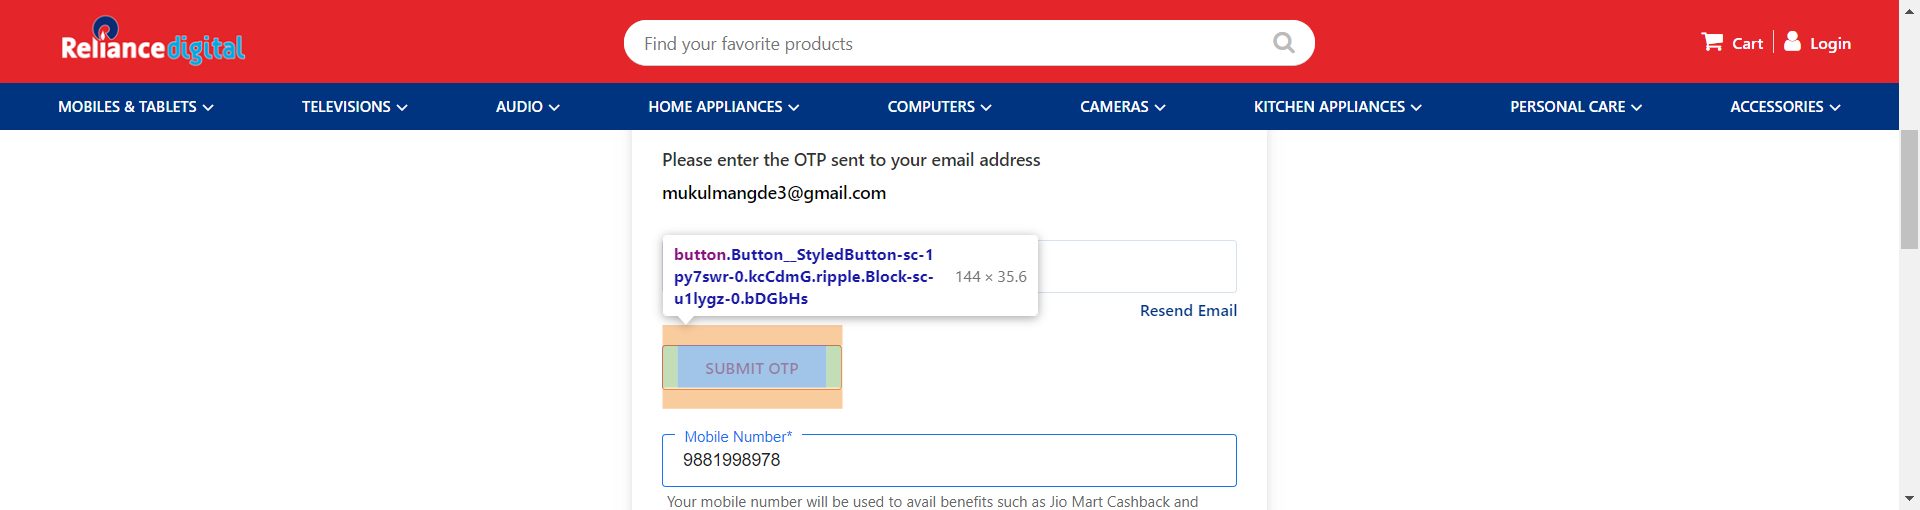 Reliance digital
Find your favorite products
Cart
Login
MOBILES & TABLETS
TELEVISIONS
AUDIO
HOME APPLIANCES
COMPUTERS
CAMERAS
KITCHEN APPLIANCES
PERSONAL CARE
ACCESSORIES
Please enter the OTP sent to your email address
mukulmangde3@gmail.com
button.Button__StyledButton-sc-1
py7swr-0.kcCdmG.ripple.Block-sc-
u1lygz-0.bDGbHs
144 × 35.6
Resend Email
SUBMIT OTP
Mobile Number*
9881998978
Your mobile number will be used to avail benefits such as Jio Mart Cashback and